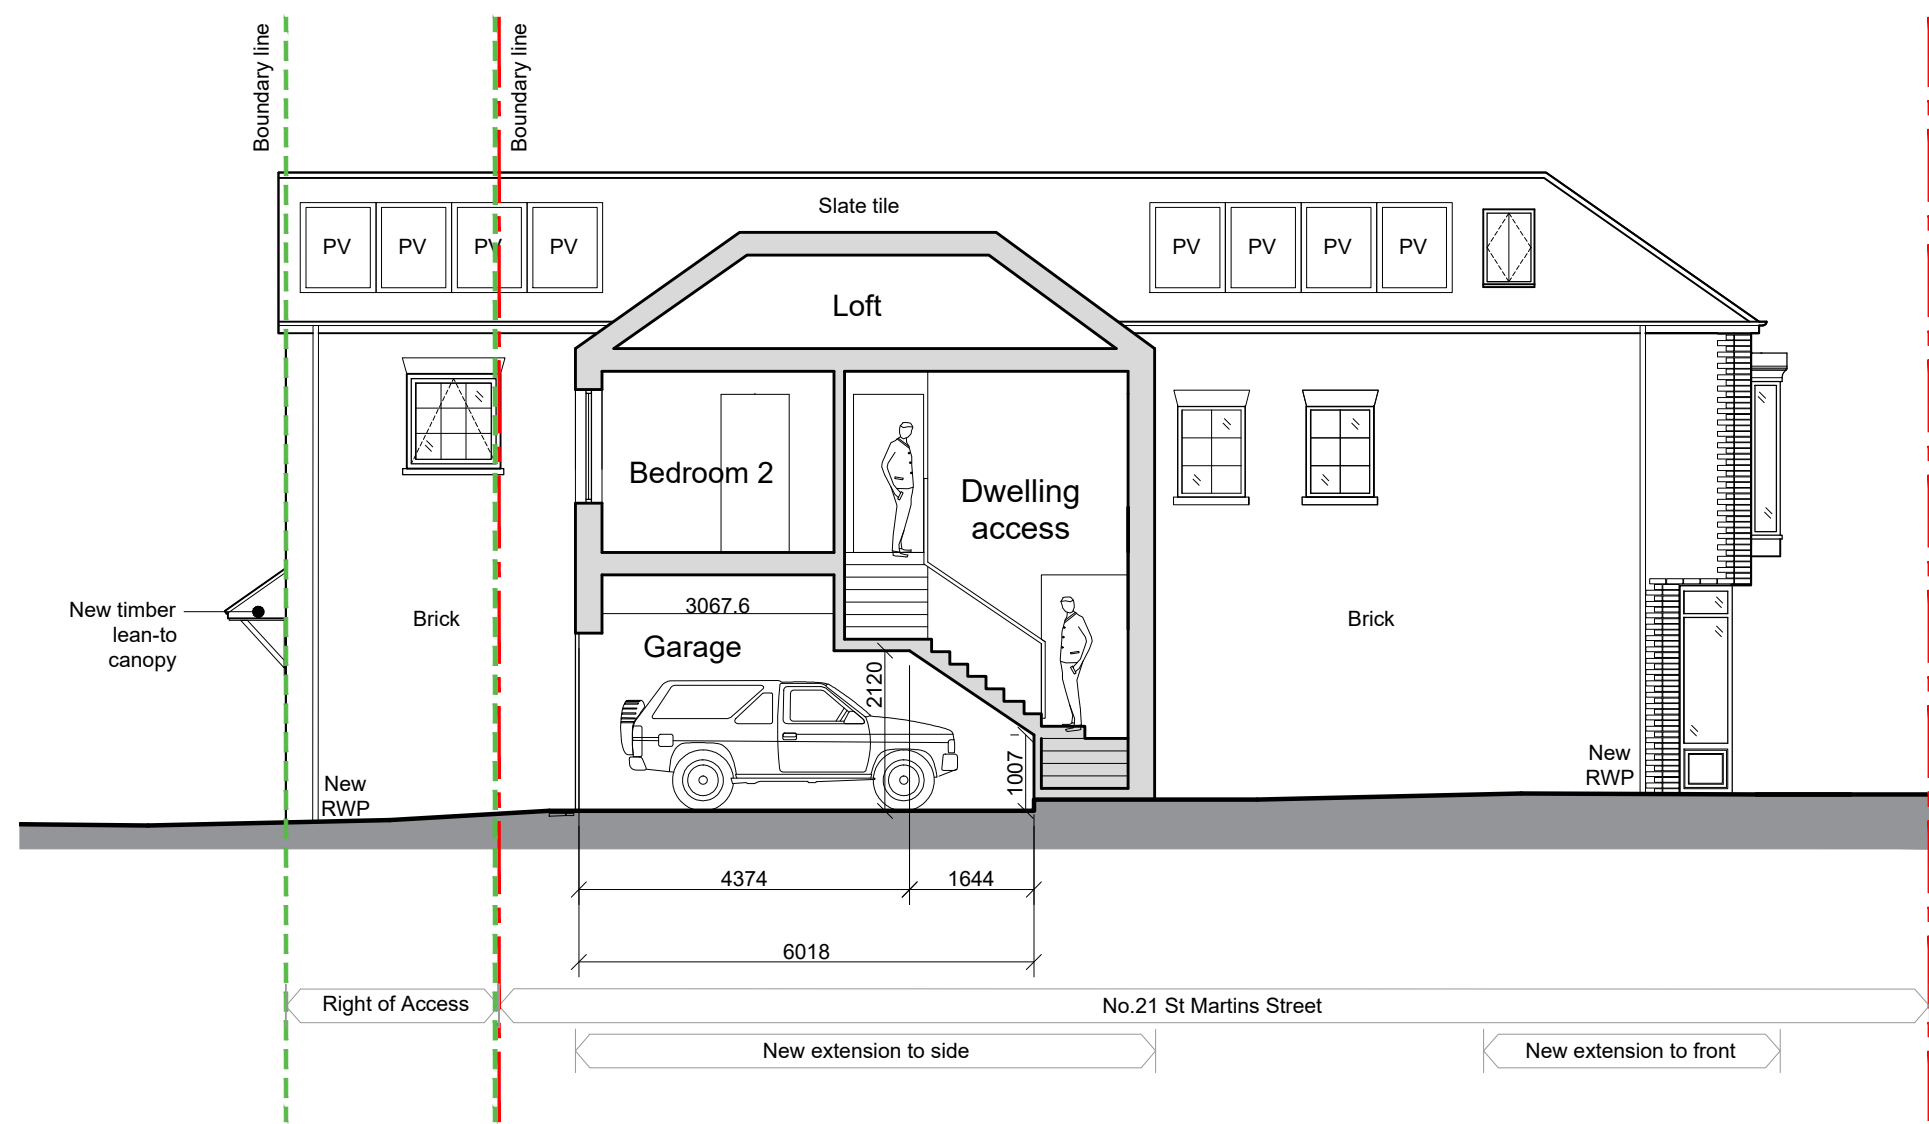 Boundary line
Boundary line
Slate tile
PV
PV
PV
PV
PV
PV
PV
PV
Loft
Bedroom 2
Dwelling
access
New timber
lean-to
canopy
Brick
3067.6
Garage
Brick
2120
1007
New
RWP
New
RWP
4374
1644
6018
Right of Access
No.21 St Martins Street
New extension to side
New extension to front